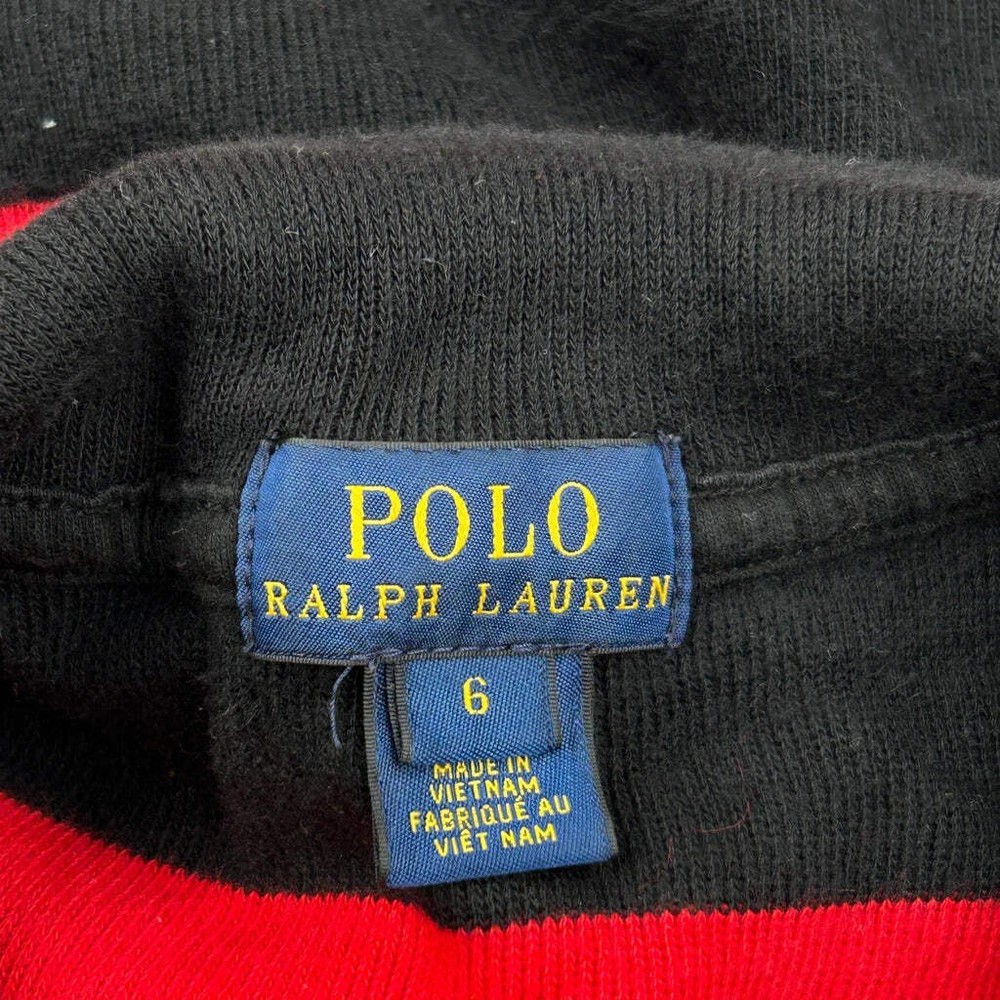 POLO
RALPH LAUREN
6
MADE IN
VIETNAM
FABRIQUÉ AU
VIÊT NAM